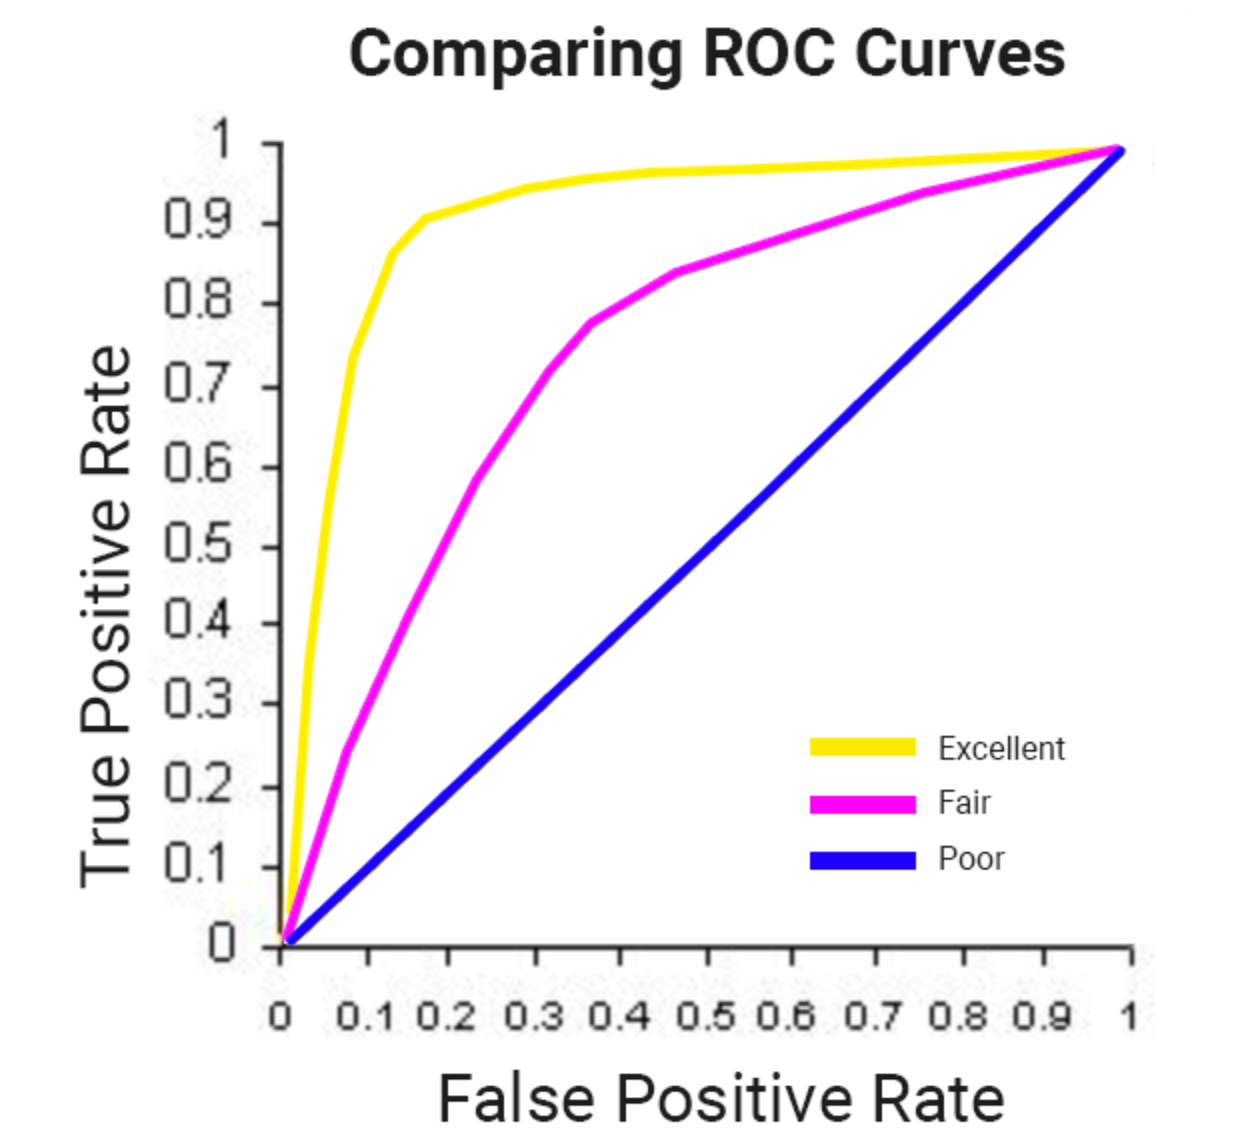 Comparing ROC Curves
True Positive Rate
1
0.9
0.8
0.7
0.6
0.5
0.4
0.3
0.2
0.1
0
Excellent
Fair
Poor
0 0.1 0.2 0.3 0.4 0.5 0.6 0.7 0.8 0.9 1
False Positive Rate